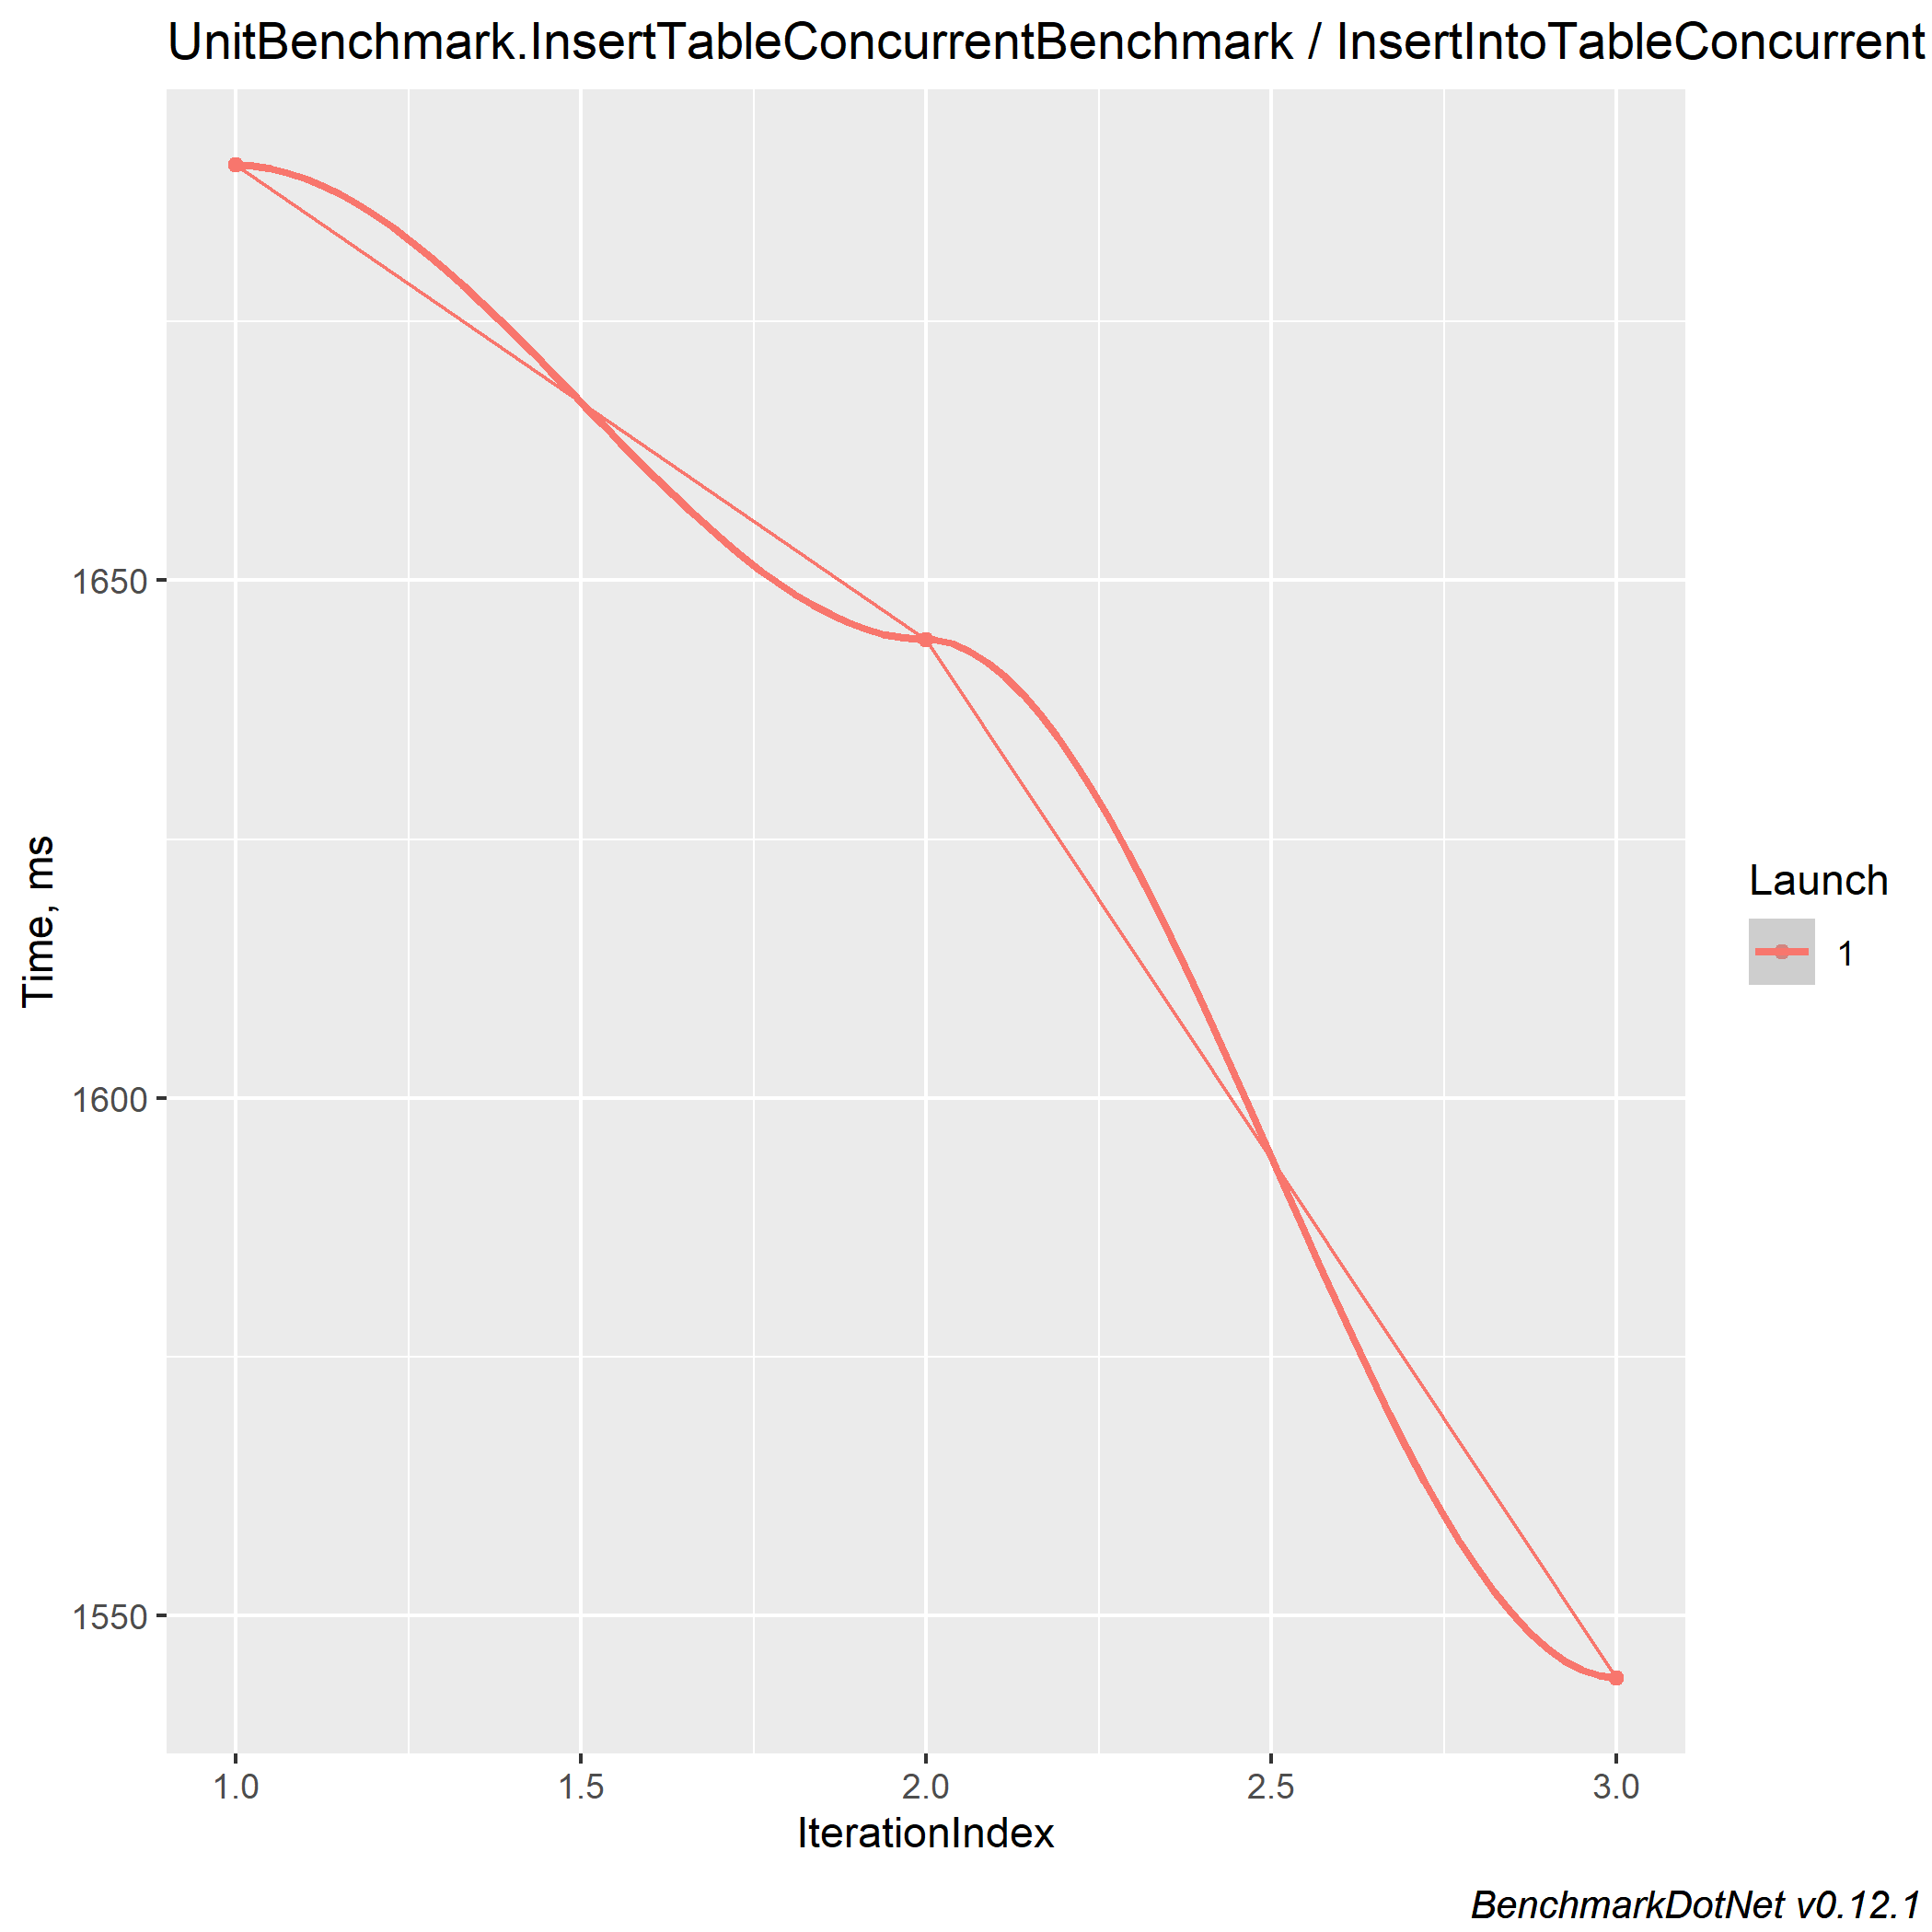 UnitBenchmark.InsertTableConcurrentBenchmark / InsertIntoTableConcurrent
1650
1600
1550
Time, ms
1.0 1.5 2.0 2.5 3.0
IterationIndex
Launch
1
BenchmarkDotNet v0.12.1